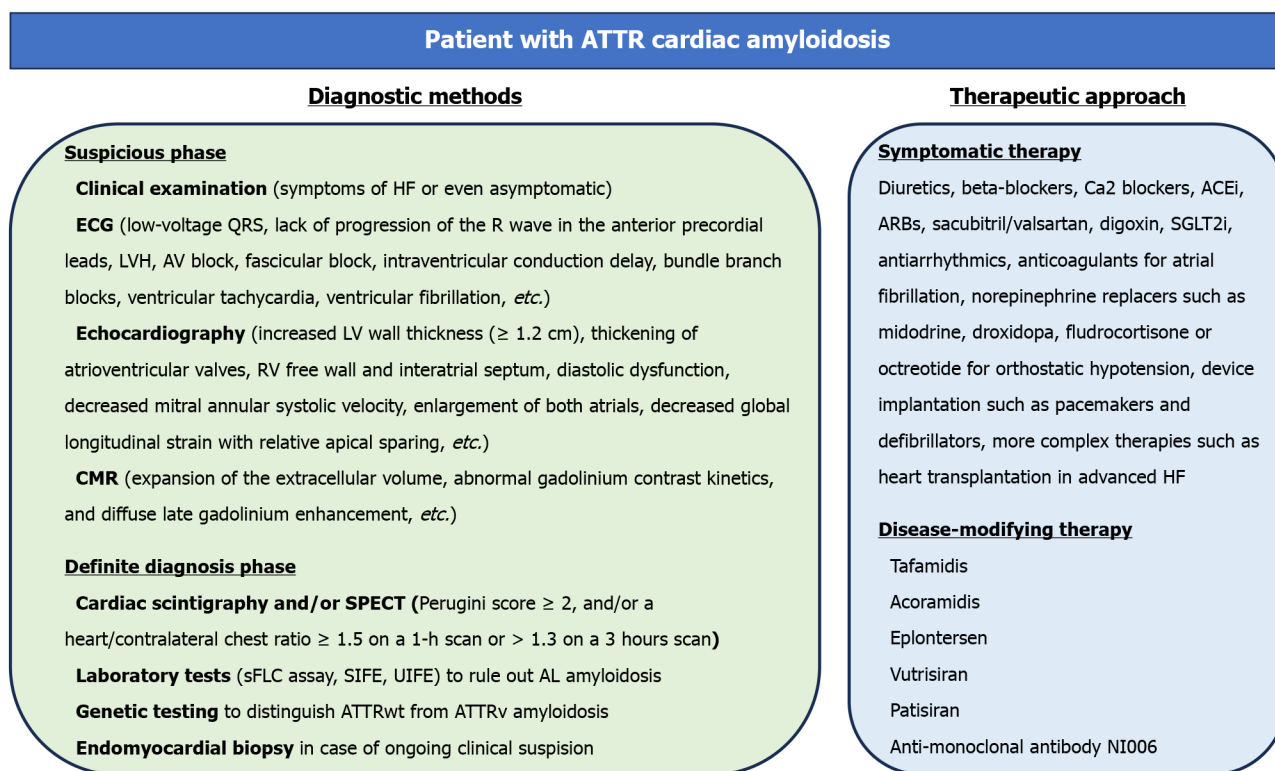 Patient with ATTR cardiac amyloidosis
Diagnostic methods
Suspicious phase
Clinical examination (symptoms of HF or even asymptomatic)
ECG (low-voltage QRS, lack of progression of the R wave in the anterior precordial
leads, LVH, AV block, fascicular block, intraventricular conduction delay, bundle branch
blocks, ventricular tachycardia, ventricular fibrillation, etc.)
Echocardiography (increased LV wall thickness (≥ 1.2 cm), thickening of
atrioventricular valves, RV free wall and interatrial septum, diastolic dysfunction,
decreased mitral annular systolic velocity, enlargement of both atrials, decreased global
longitudinal strain with relative apical sparing, etc.)
CMR (expansion of the extracellular volume, abnormal gadolinium contrast kinetics,
and diffuse late gadolinium enhancement, etc.)
Definite diagnosis phase
Cardiac scintigraphy and/or SPECT (Perugini score ≥ 2, and/or a
heart/contralateral chest ratio ≥ 1.5 on a 1-h scan or > 1.3 on a 3 hours scan)
Laboratory tests (sFLC assay, SIFE, UIFE) to rule out AL amyloidosis
Genetic testing to distinguish ATTRwt from ATTRv amyloidosis
Endomyocardial biopsy in case of ongoing clinical suspision
Therapeutic approach
Symptomatic therapy
Diuretics, beta-blockers, Ca2 blockers, ACEi,
ARBs, sacubitril/valsartan, digoxin, SGLT2i,
antiarrhythmics, anticoagulants for atrial
fibrillation, norepinephrine replacers such as
midodrine, droxidopa, fludrocortisone or
octreotide for orthostatic hypotension, device
implantation such as pacemakers and
defibrillators, more complex therapies such as
heart transplantation in advanced HF
Disease-modifying therapy
Tafamidis
Acoramidis
Eplontersen
Vutrisiran
Patisiran
Anti-monoclonal antibody NI006